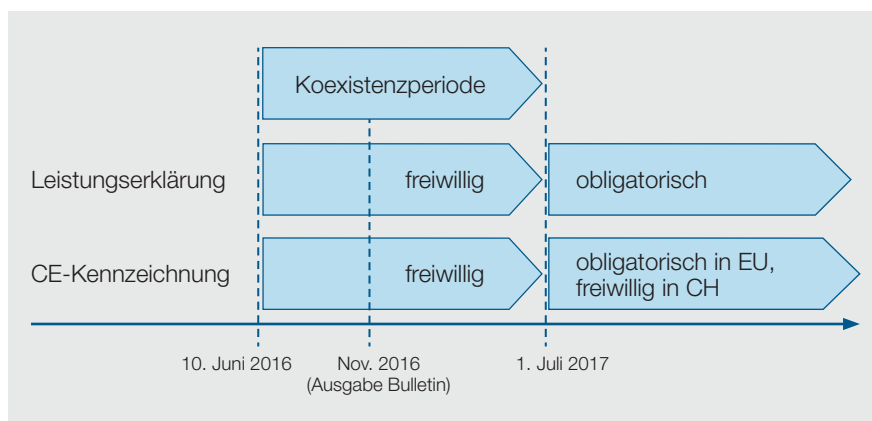 Koexistenzperiode
Leistungserklärung
freiwillig
obligatorisch
CE-Kennzeichnung
freiwillig
obligatorisch in EU,
freiwillig in CH
10. Juni 2016
Nov. 2016
(Ausgabe Bulletin)
1. Juli 2017